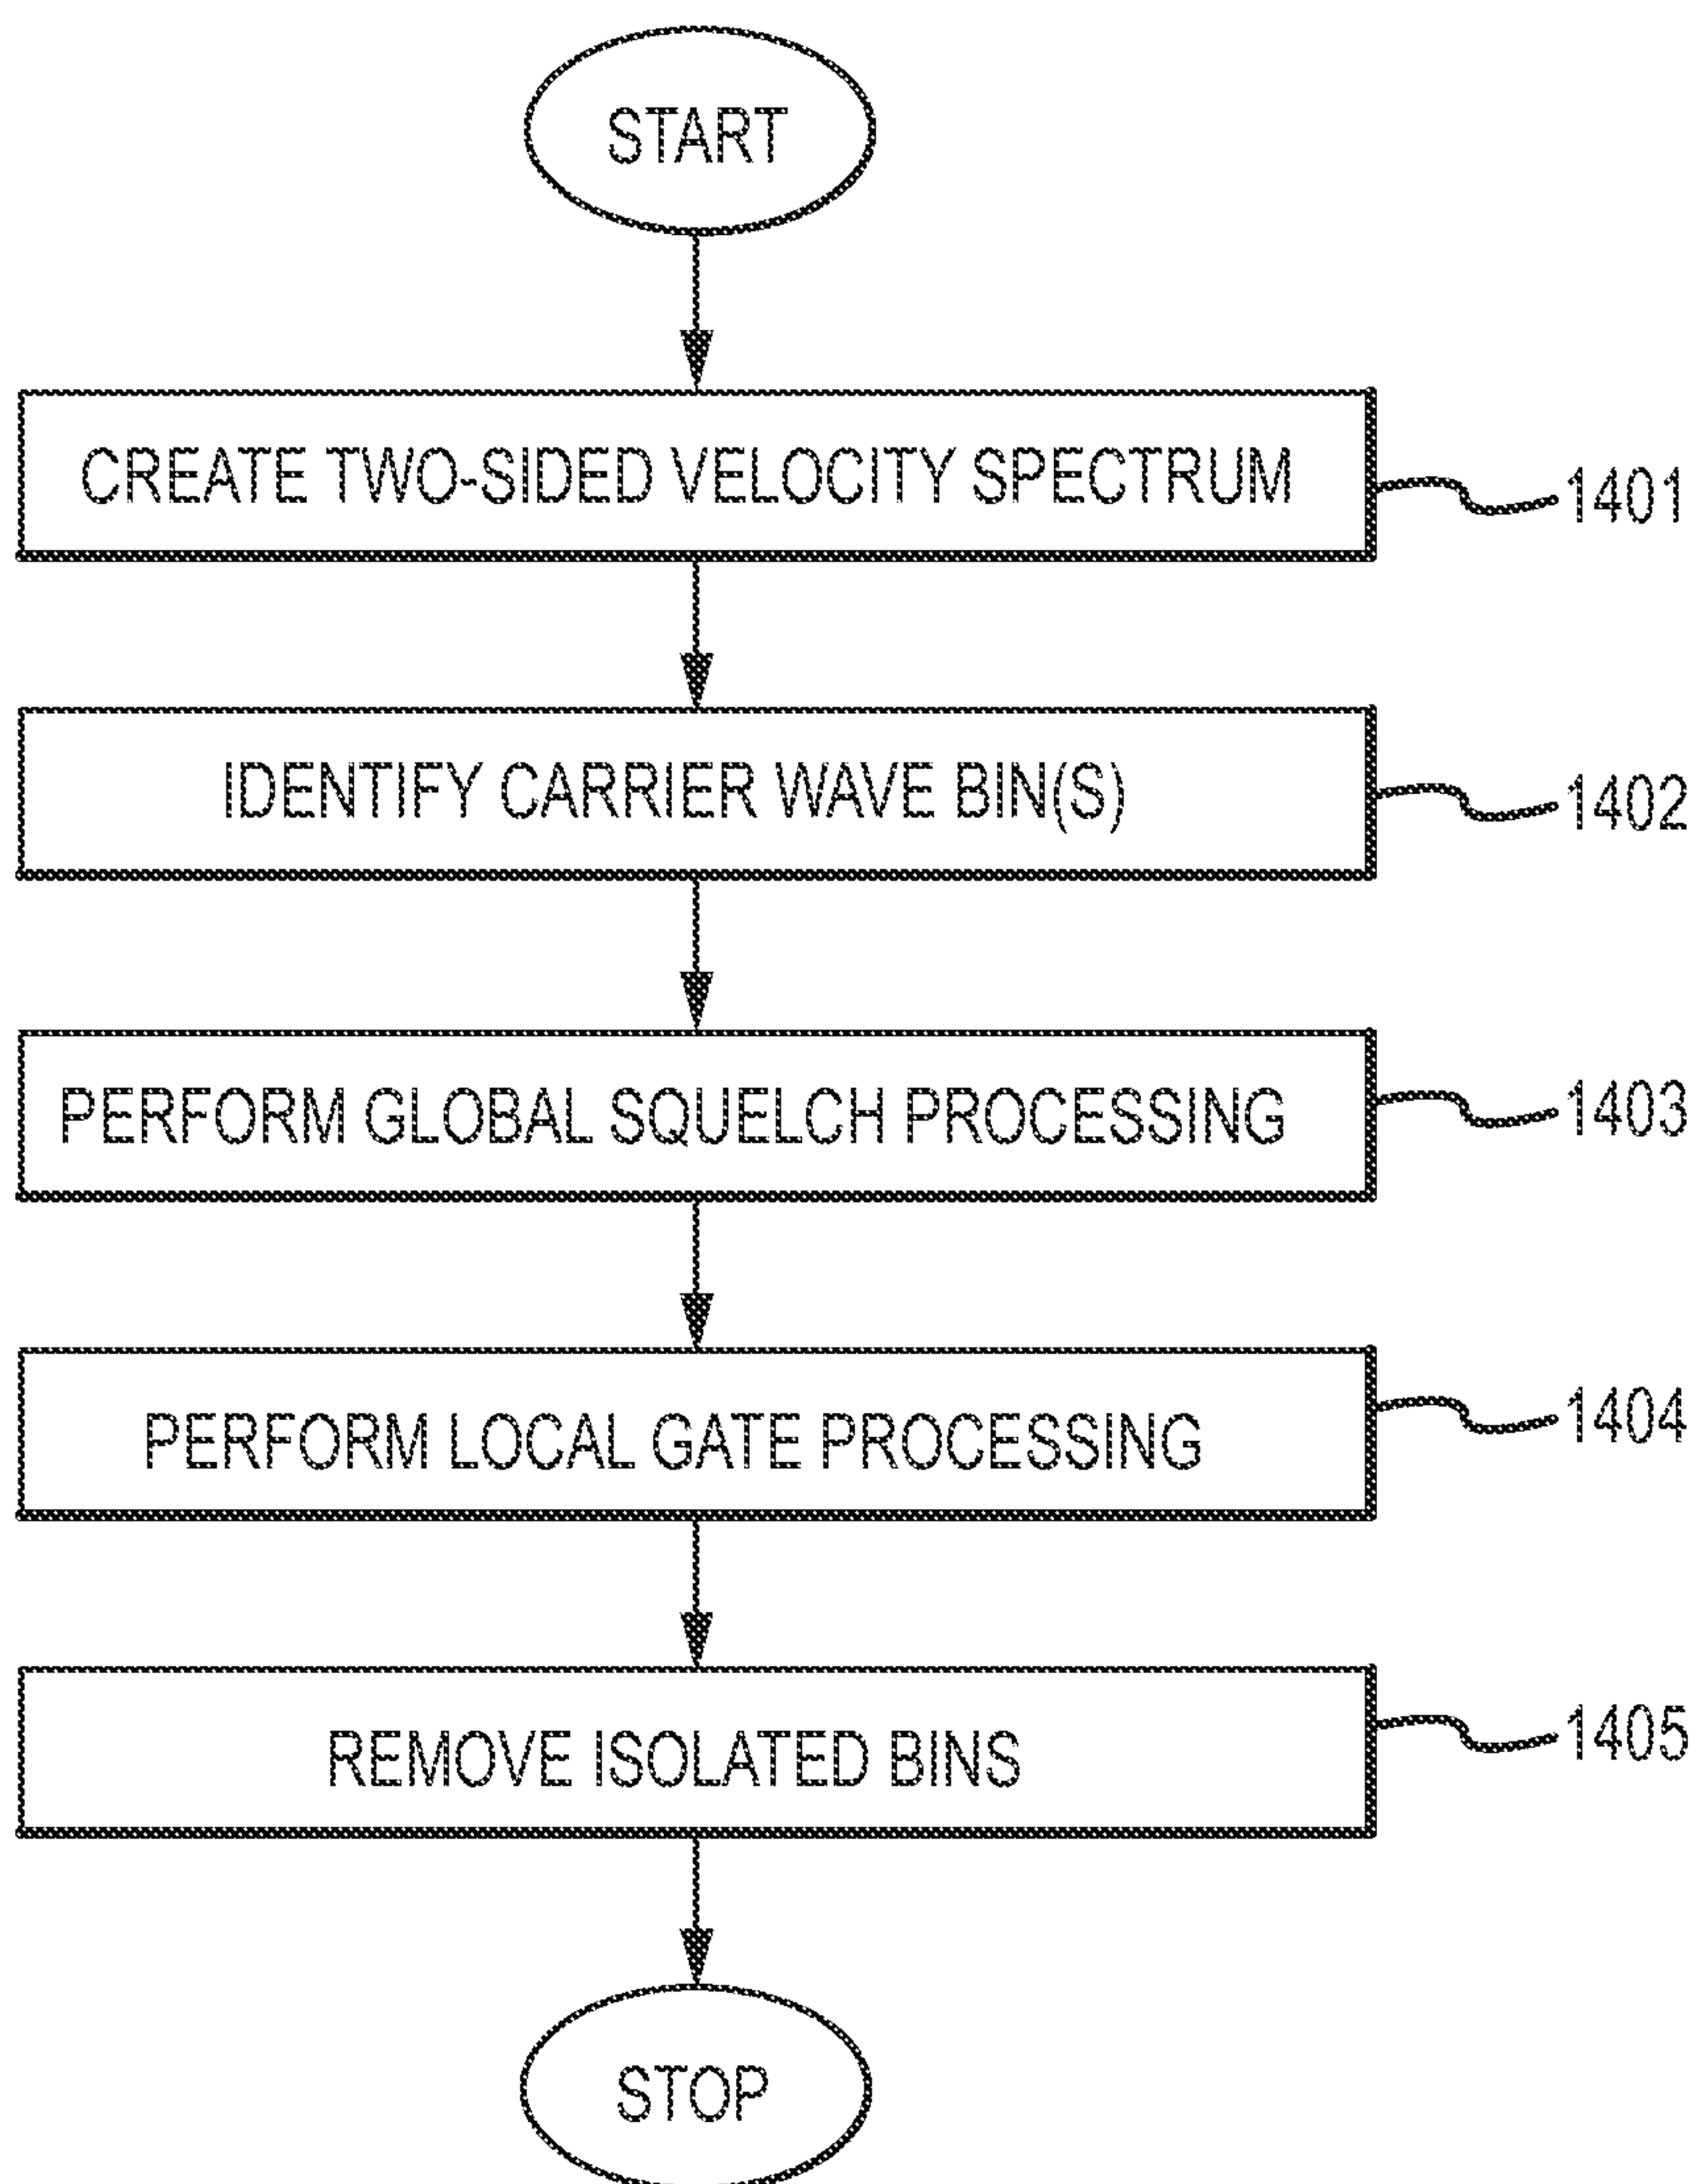 START
CREATE TWO-SIDED VELOCITY SPECTRUM
1401
IDENTIFY CARRIER WAVE BIN(S)
1402
PERFORM GLOBAL SQUELCH PROCESSING
1403
PERFORM LOCAL GATE PROCESSING
1404
REMOVE ISOLATED BINS
1405
STOP